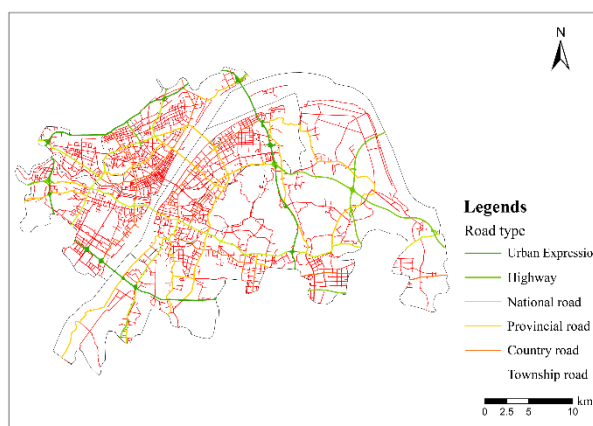 N
Legends
Road type
Urban Expression
Highway
National road
Provincial road
Country road
Township road
0 2.5 5 10 km